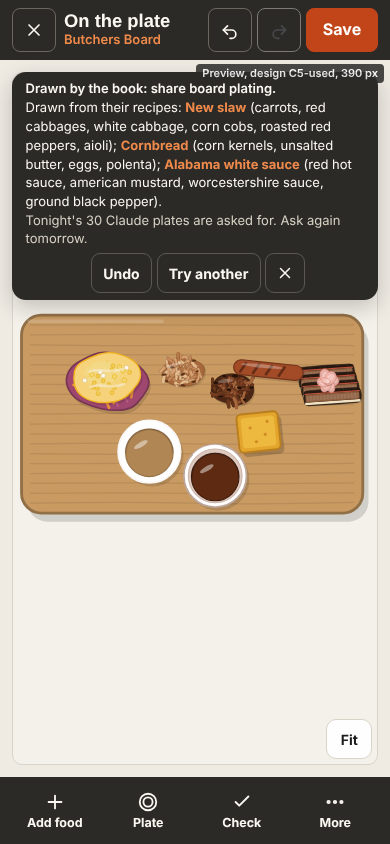 On the plate
Butchers Board
Save
Preview, design C5-used, 390 px
Drawn by the book: share board plating.
Drawn from their recipes: New slaw (carrots, red
cabbages, white cabbage, corn cobs, roasted red
peppers, aioli); Cornbread (corn kernels, unsalted
butter, eggs, polenta); Alabama white sauce (red hot
sauce, american mustard, worcestershire sauce,
ground black pepper).
Tonight's 30 Claude plates are asked for. Ask again
tomorrow.
Undo
Try another
Fit
Add food
Plate
Check
More